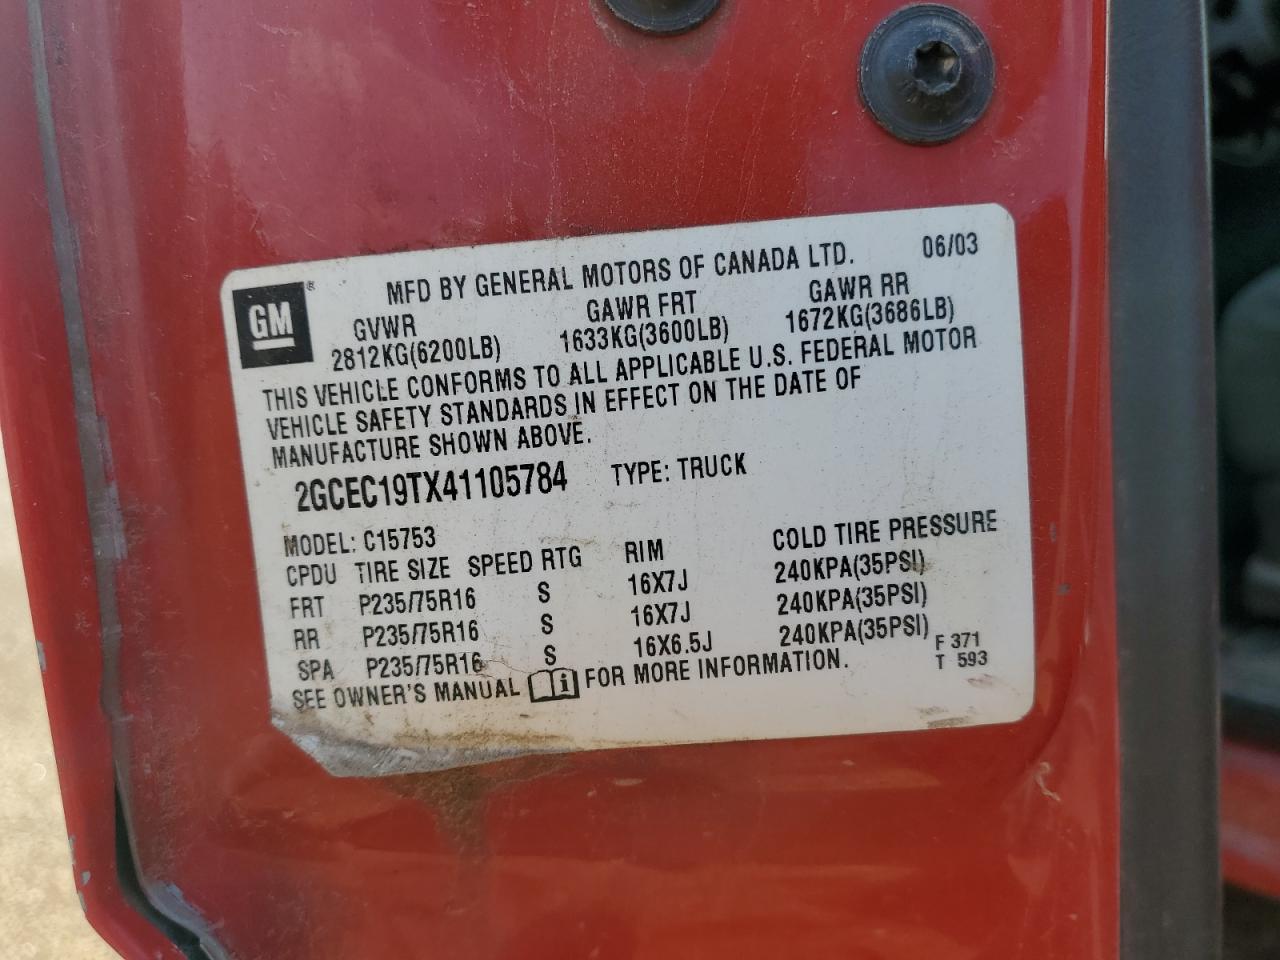 MFD BY GENERAL MOTORS OF CANADA LTD. 06/03
GM®
GVWR GAWR FRT GAWR RR
2812KG(6200LB) 1633KG(3600LB) 1672KG(3686LB)
THIS VEHICLE CONFORMS TO ALL APPLICABLE U.S. FEDERAL MOTOR
VEHICLE SAFETY STANDARDS IN EFFECT ON THE DATE OF
MANUFACTURE SHOWN ABOVE.
2GCEC19TX41105784 TYPE: TRUCK
MODEL: C15753
CPDU TIRE SIZE SPEED RTG RIM COLD TIRE PRESSURE
FRT P235/75R16 S 16X7J 240KPA(35PSI)
RR P235/75R16 S 16X7J 240KPA(35PSI)
SPA P235/75R16 S 16X6.5J 240KPA(35PSI)
SEE OWNER'S MANUAL i FOR MORE INFORMATION.
F 371
T 593